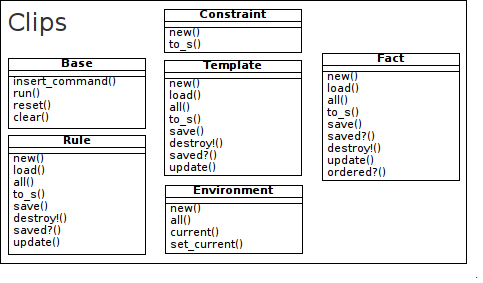 Clips
Base
insert_command()
run()
reset()
clear()
Rule
new()
load()
all()
to_s()
save()
destroy!()
saved?()
update()
Constraint
new()
to_s()
Template
new()
load()
all()
to_s()
save()
destroy!()
saved?()
update()
Environment
new()
all()
current()
set_current()
Fact
new()
load()
all()
to_s()
save()
saved?()
destroy!()
update()
ordered?()